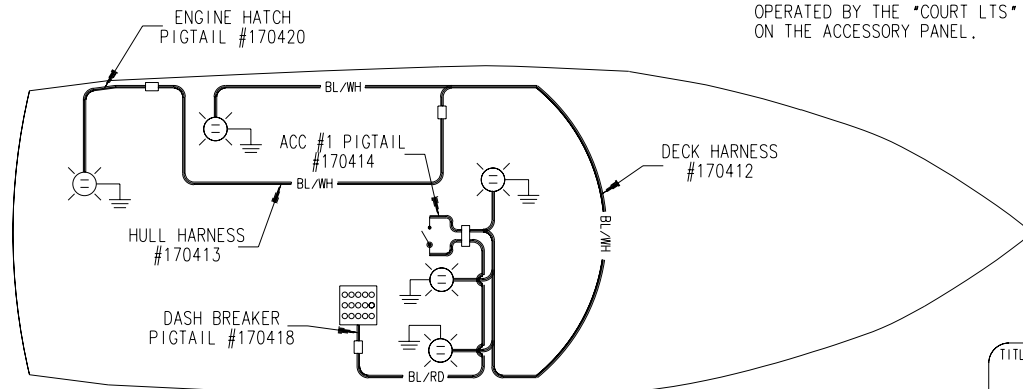 OPERATED BY THE "COURT LTS"
ON THE ACCESSORY PANEL.
ENGINE HATCH
PIGTAIL #170420
BL/WH
ACC #1 PIGTAIL
#170414
DECK HARNESS
#170412
BL/WH
BL/WH
HULL HARNESS
#170413
DASH BREAKER
PIGTAIL #170418
BL/RD
TITL